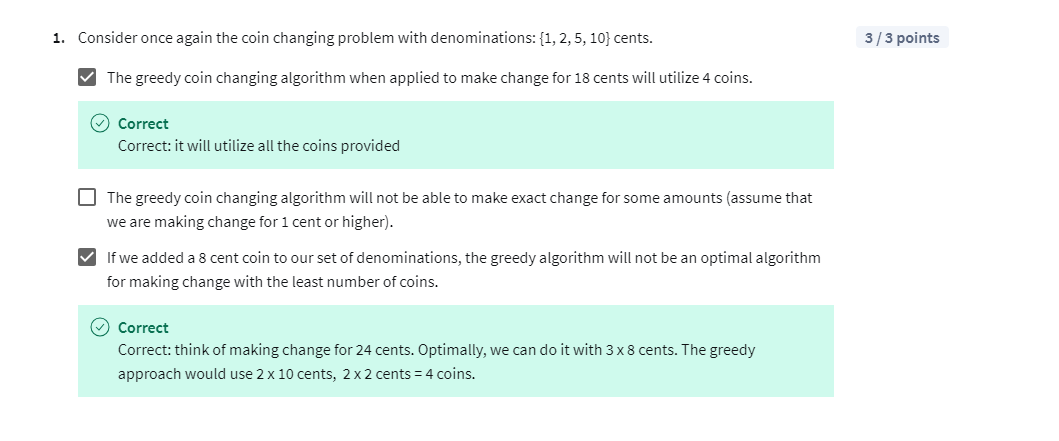 1. Consider once again the coin changing problem with denominations: {1, 2, 5, 10} cents.
3 / 3 points
The greedy coin changing algorithm when applied to make change for 18 cents will utilize 4 coins.
Correct
Correct: it will utilize all the coins provided
The greedy coin changing algorithm will not be able to make exact change for some amounts (assume that
we are making change for 1 cent or higher).
If we added a 8 cent coin to our set of denominations, the greedy algorithm will not be an optimal algorithm
for making change with the least number of coins.
Correct
Correct: think of making change for 24 cents. Optimally, we can do it with 3 x 8 cents. The greedy
approach would use 2 x 10 cents, 2 x 2 cents = 4 coins.